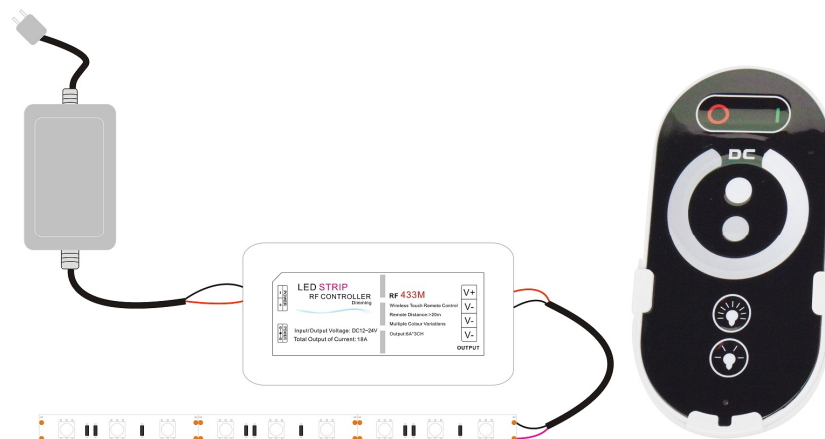 LED STRIP
RF CONTROLLER
Dimming
Input/Output Voltage: DC12~24V
Total Output of Current: 18A
RF 433M
Wireless Touch Remote Control
Remote Distance:>20m
Multiple Colour Variations
Output:6A*3CH
V+
V-
V-
V-
OUTPUT
DC